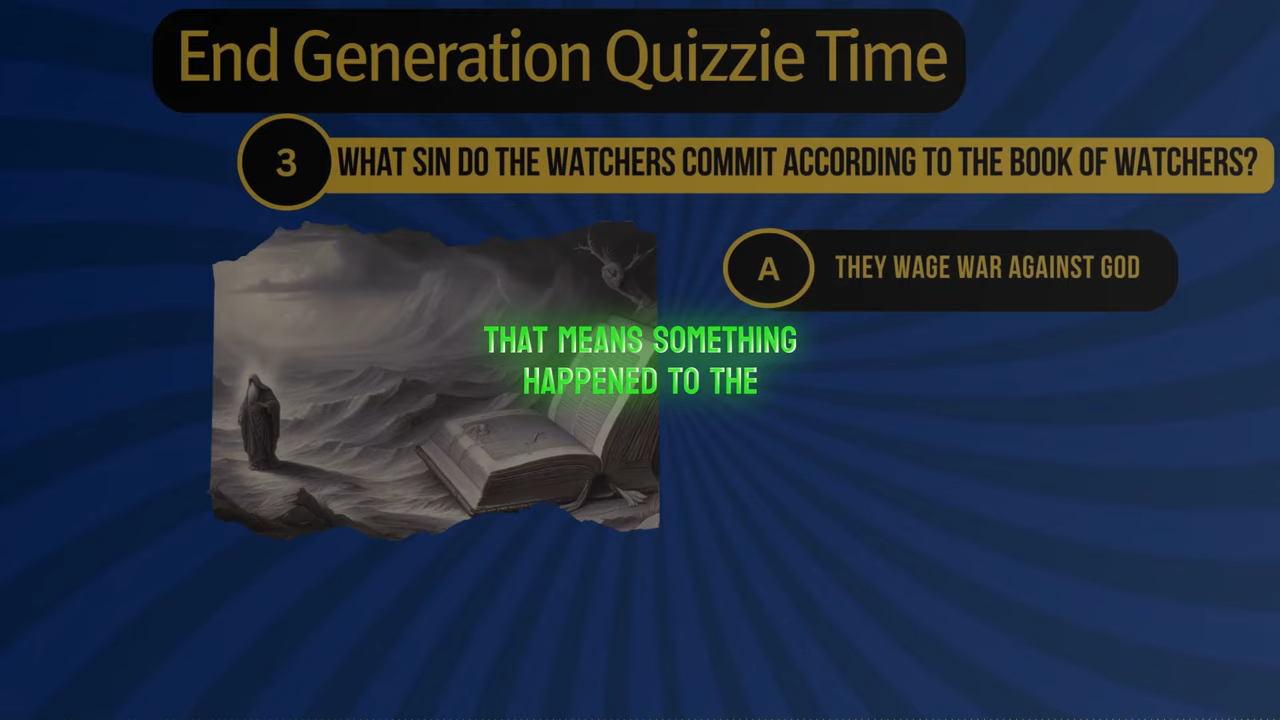 End Generation Quizzie Time
3
WHAT SIN DO THE WATCHERS COMMIT ACCORDING TO THE BOOK OF WATCHERS?
A
THEY WAGE WAR AGAINST GOD
THAT MEANS SOMETHING
HAPPENED TO THE